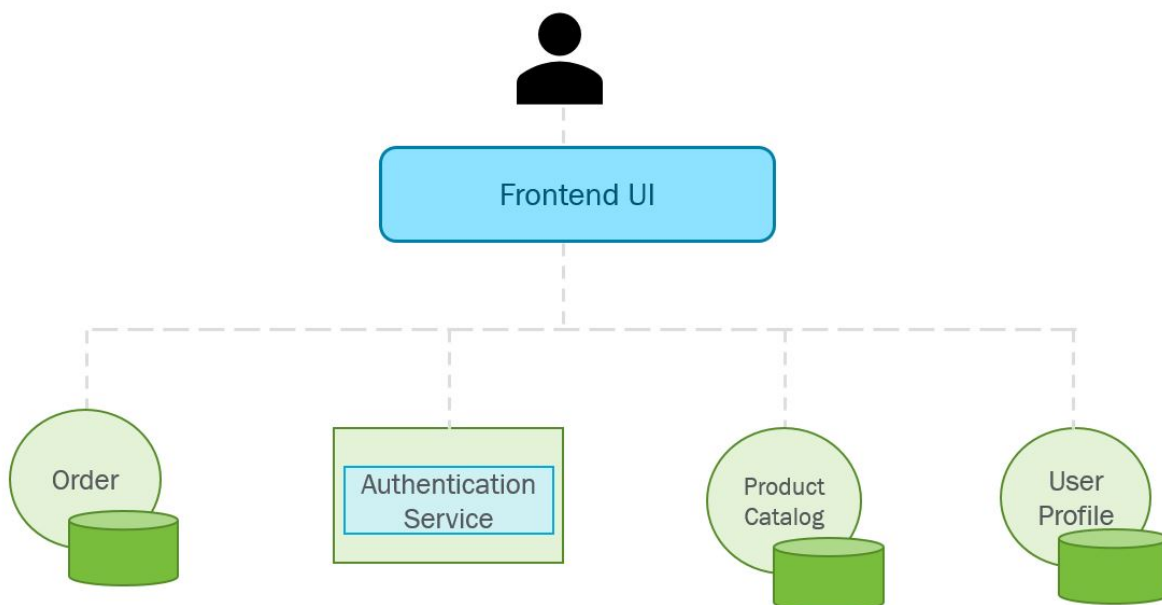 Frontend UI
Order
Authentication
Service
Product
Catalog
User
Profile